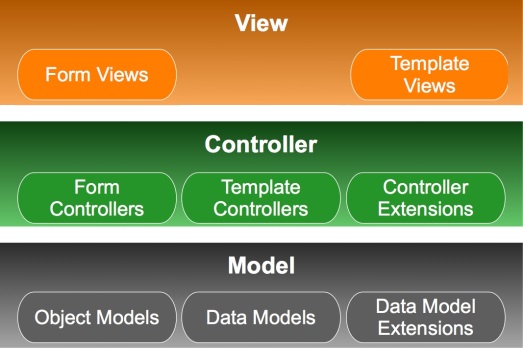 View
Form Views
Template
Views
Controller
Form
Controllers
Template
Controllers
Controller
Extensions
Model
Object Models
Data Models
Data Model
Extensions